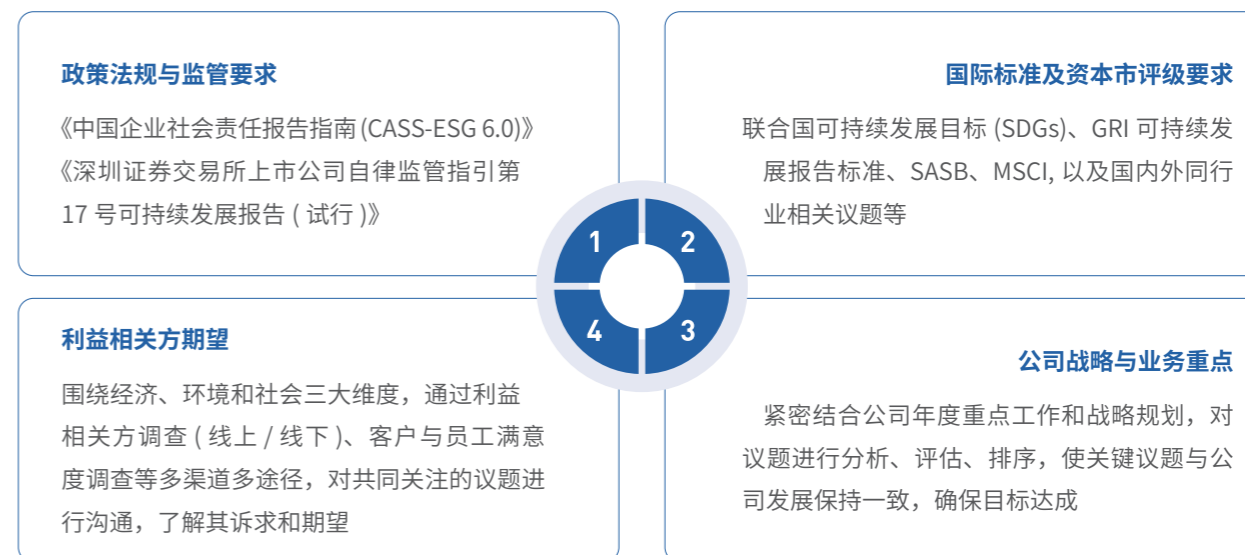 政策法规与监管要求
《中国企业社会责任报告指南(CASS-ESG 6.0)》
《深圳证券交易所上市公司自律监管指引第
17 号可持续发展报告 ( 试行 )》
国际标准及资本市评级要求
联合国可持续发展目标 (SDGs)、GRI 可持续发
展报告标准、SASB、MSCI, 以及国内外同行
业相关议题等
1
2
4
3
利益相关方期望
围绕经济、环境和社会三大维度，通过利益
相关方调查 ( 线上 / 线下 )、客户与员工满意
度调查等多渠道多途径，对共同关注的议题进
行沟通，了解其诉求和期望
公司战略与业务重点
紧密结合公司年度重点工作和战略规划，对
议题进行分析、评估、排序，使关键议题与公
司发展保持一致，确保目标达成